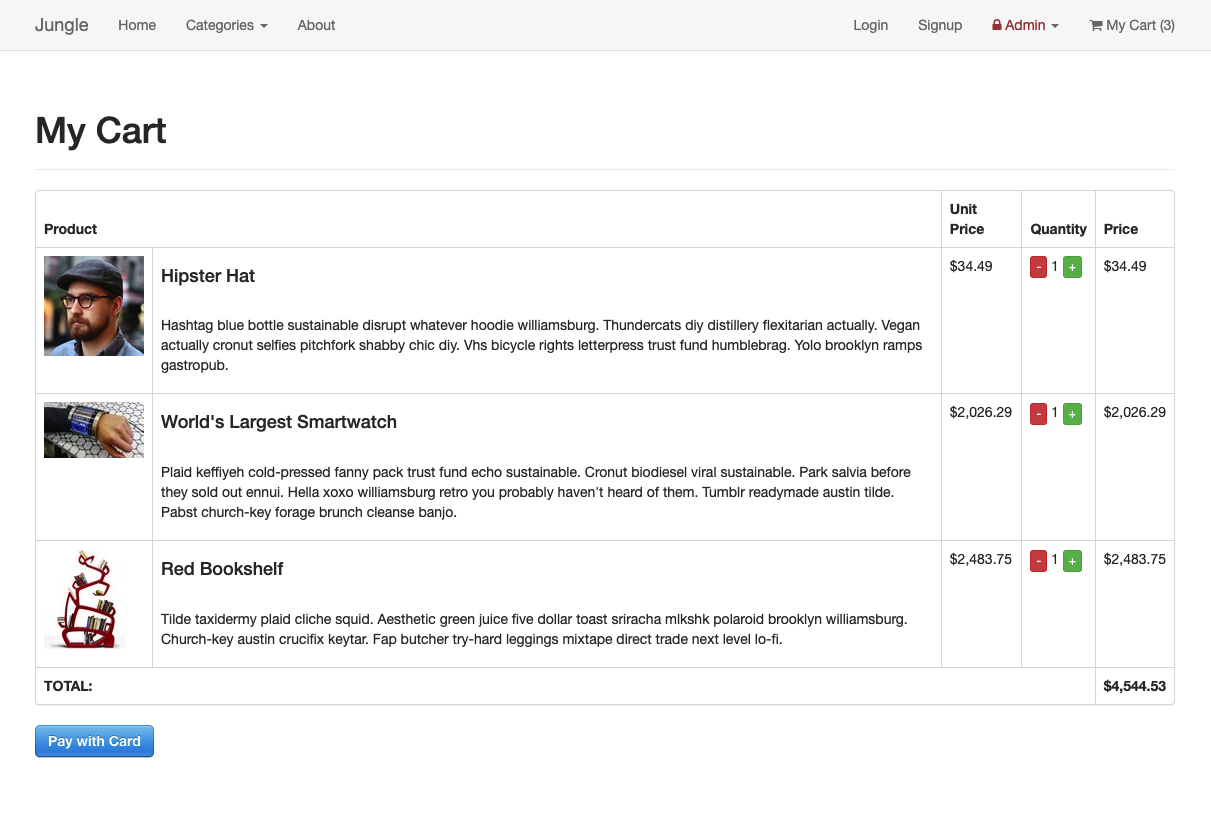 Jungle Home Categories About Login Signup Admin My Cart (3)
My Cart
Product Unit Price Quantity Price
Hipster Hat $34.49 - 1 + $34.49
Hashtag blue bottle sustainable disrupt whatever hoodie williamsburg. Thundercats diy distillery flexitarian actually. Vegan
actually cronut selfies pitchfork shabby chic diy. Vhs bicycle rights letterpress trust fund humblebrag. Yolo brooklyn ramps
gastropub.
World's Largest Smartwatch $2,026.29 - 1 + $2,026.29
Plaid keffiyeh cold-pressed fanny pack trust fund echo sustainable. Cronut biodiesel viral sustainable. Park salvia before
they sold out ennui. Hella xoxo williamsburg retro you probably haven't heard of them. Tumblr readymade austin tilde.
Pabst church-key forage brunch cleanse banjo.
Red Bookshelf $2,483.75 - 1 + $2,483.75
Tilde taxidermy plaid cliche squid. Aesthetic green juice five dollar toast sriracha mlkshk polaroid brooklyn williamsburg.
Church-key austin crucifix keytar. Fap butcher try-hard leggings mixtape direct trade next level lo-fi.
TOTAL: $4,544.53
Pay with Card